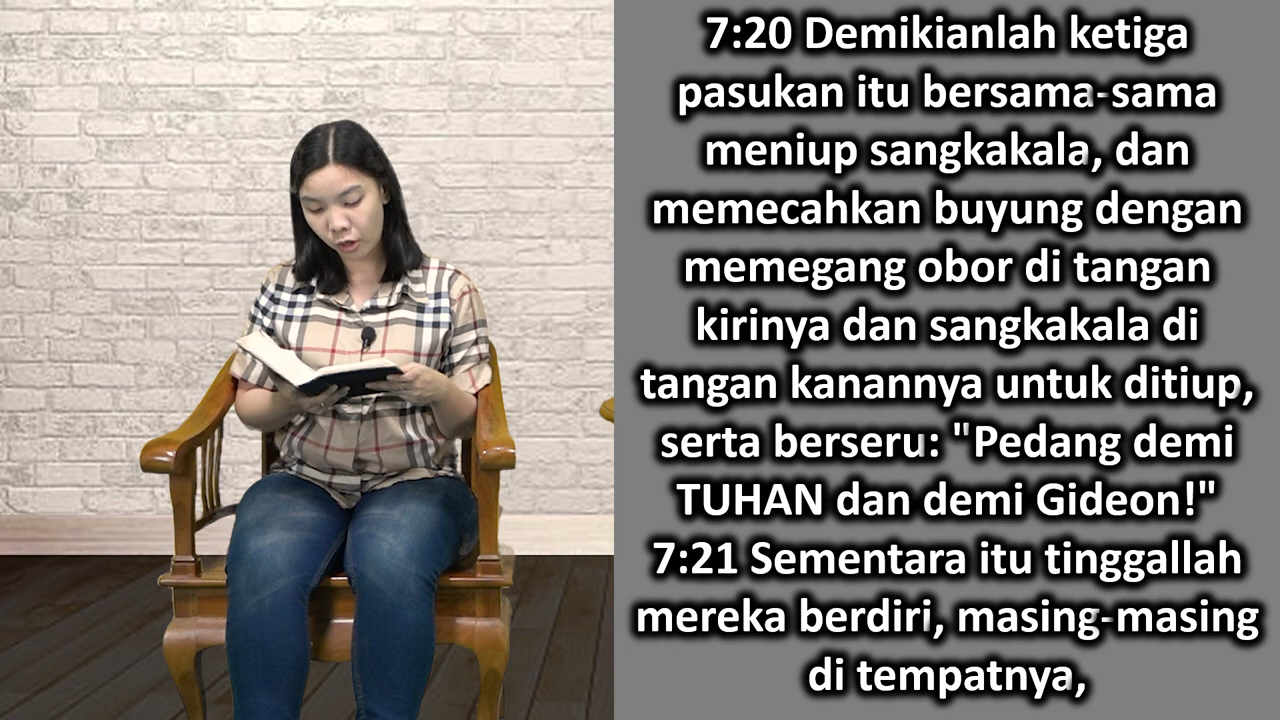 7:20 Demikianlah ketiga
pasukan itu bersama-sama
meniup sangkakala, dan
memecahkan buyung dengan
memegang obor di tangan
kirinya dan sangkakala di
tangan kanannya untuk ditiup,
serta berseru: "Pedang demi
TUHAN dan demi Gideon!"
7:21 Sementara itu tinggallah
mereka berdiri, masing-masing
di tempatnya,